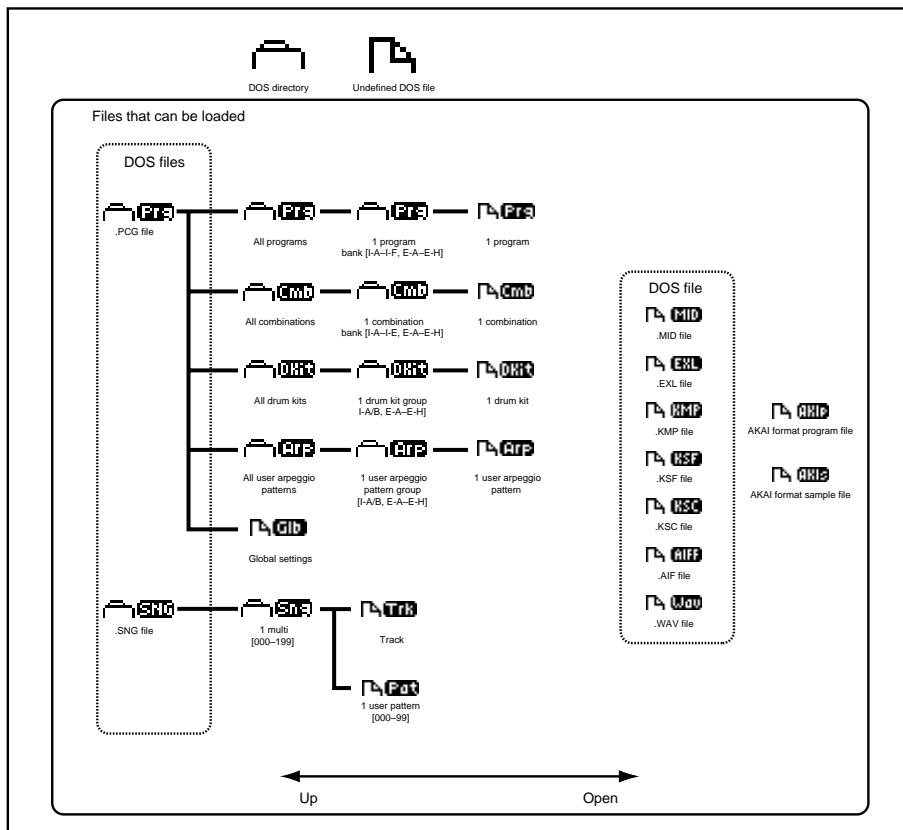 DOS directory
Undefined DOS file
Files that can be loaded
DOS files
Prg
.PCG file
Prg
All programs
Prg
1 program
bank [I-A–I-F, E-A–E-H]
Prg
1 program
Cmb
All combinations
Cmb
1 combination
bank [I-A–I-E, E-A–E-H]
Cmb
1 combination
DKit
All drum kits
DKit
1 drum kit group
I-A/B, E-A–E-H]
DKit
1 drum kit
Arp
All user arpeggio
patterns
Arp
1 user arpeggio
pattern group
[I-A/B, E-A–E-H]
Arp
1 user arpeggio
pattern
Glb
Global settings
SNG
.SNG file
Sng
1 multi
[000–199]
Trk
Track
Pat
1 user pattern
[000–99]
DOS file
MID
.MID file
EXL
.EXL file
KMP
.KMP file
KSF
.KSF file
KSC
.KSC file
AIFF
.AIF file
Wav
.WAV file
AKIp
AKAI format program file
AKIs
AKAI format sample file
Up
Open